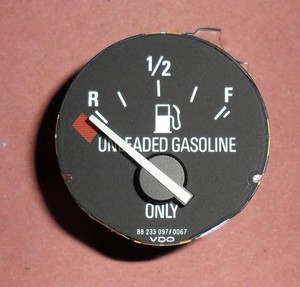 1/2
R F
UNLEADED GASOLINE
ONLY
88 233 097/0067
VDO